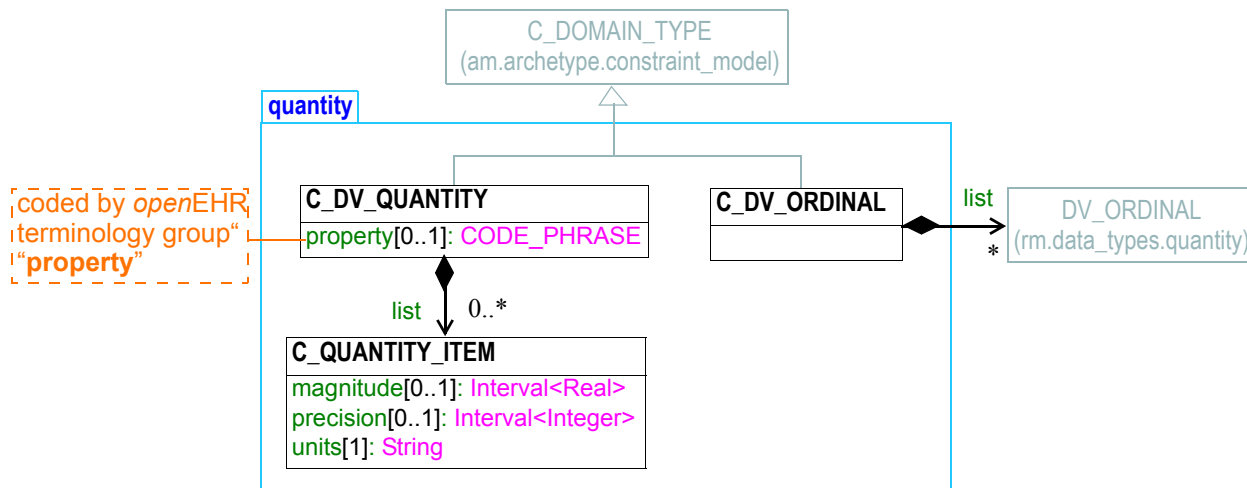 C_DOMAIN_TYPE
(am.archetype.constraint_model)
quantity
coded by openEHR
terminology group“
“property”
C_DV_QUANTITY
property[0..1]: CODE_PHRASE
C_DV_ORDINAL
list
*
DV_ORDINAL
(rm.data_types.quantity)
list
0..*
C_QUANTITY_ITEM
magnitude[0..1]: Interval<Real>
precision[0..1]: Interval<Integer>
units[1]: String